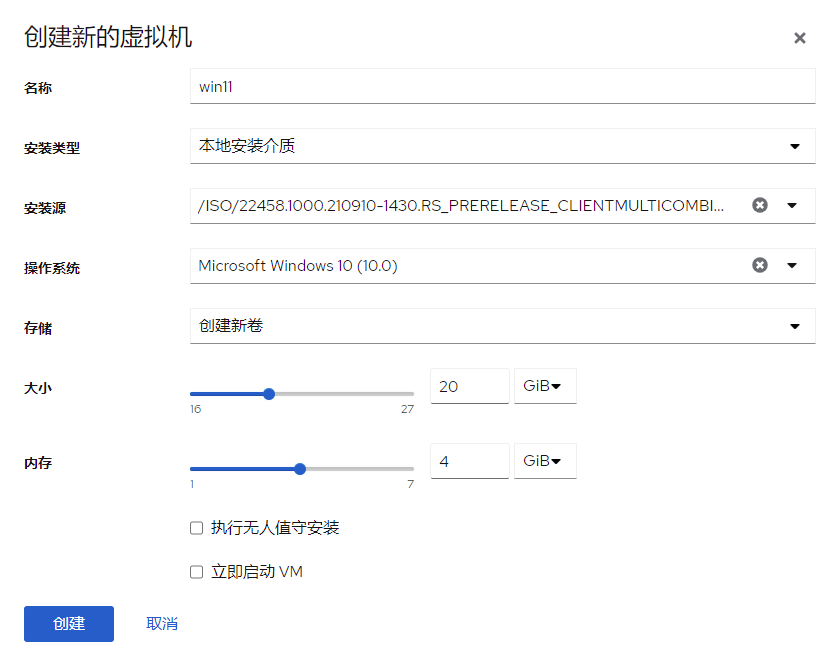 创建新的虚拟机
名称 win11
安装类型 本地安装介质
安装源 /ISO/22458.1000.210910-1430.RS_PRERELEASE_CLIENTMULTICOMBI...
操作系统 Microsoft Windows 10 (10.0)
存储 创建新卷
大小 20 GiB
16 27
内存 4 GiB
1 7
执行无人值守安装
立即启动 VM
创建 取消